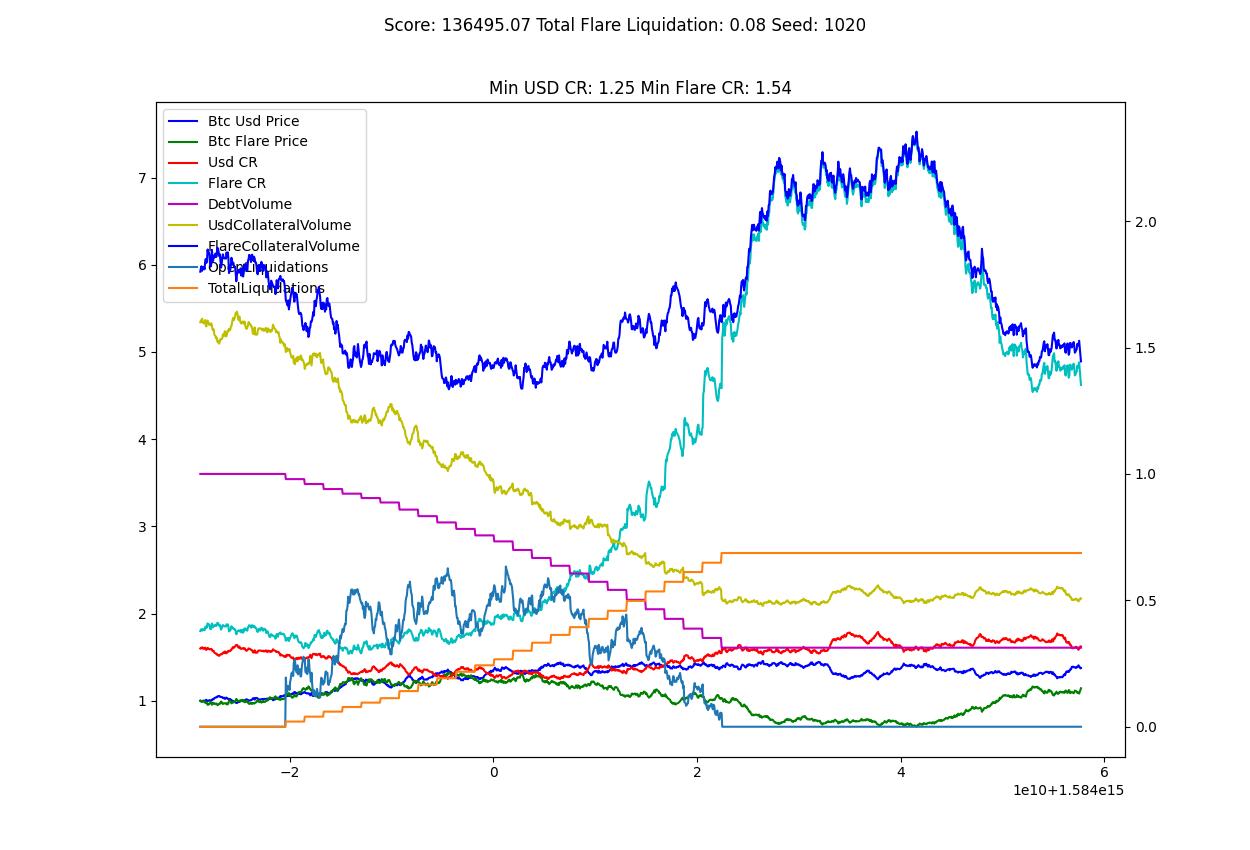 Score: 136495.07 Total Flare Liquidation: 0.08 Seed: 1020
Min USD CR: 1.25 Min Flare CR: 1.54
Btc Usd Price
Btc Flare Price
Usd CR
Flare CR
DebtVolume
UsdCollateralVolume
FlareCollateralVolume
OpenLiquidations
TotalLiquidations
7
6
5
4
3
2
1
2.0
1.5
1.0
0.5
0.0
−2 0 2 4 6
1e10+1.584e15